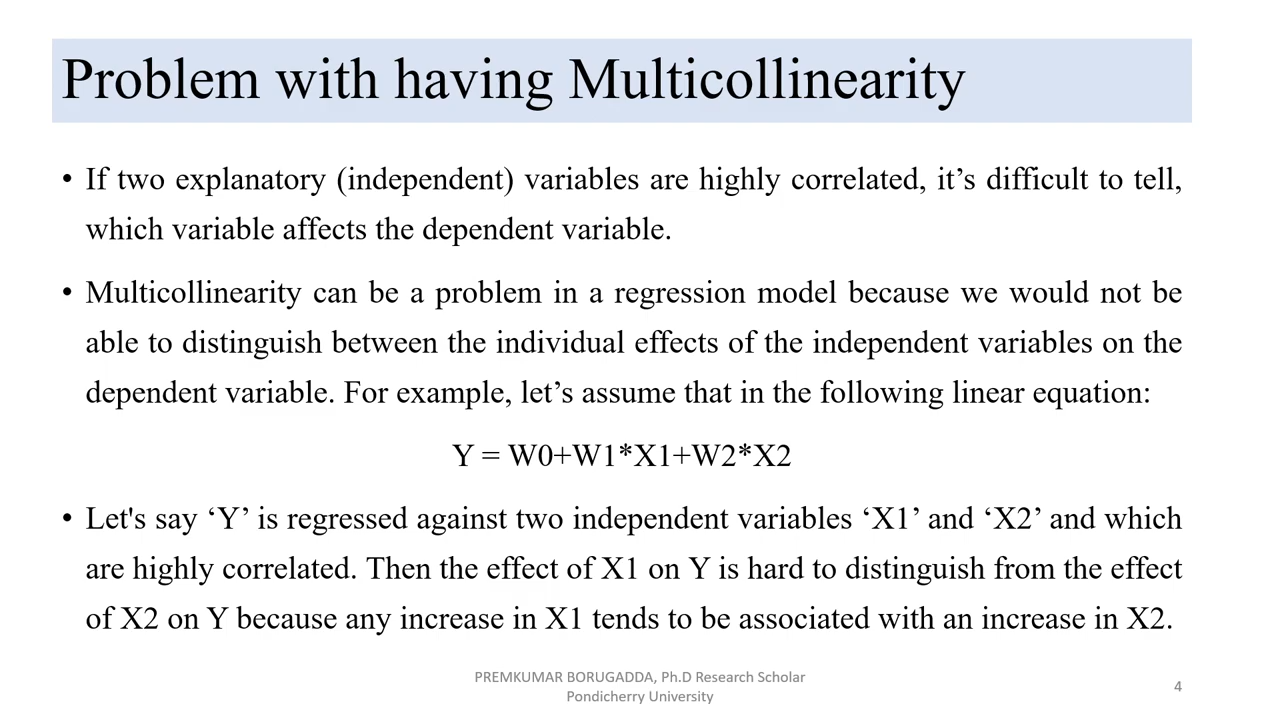 Problem with having Multicollinearity
• If two explanatory (independent) variables are highly correlated, it’s difficult to tell,
which variable affects the dependent variable.
• Multicollinearity can be a problem in a regression model because we would not be
able to distinguish between the individual effects of the independent variables on the
dependent variable. For example, let’s assume that in the following linear equation:
Y = W0+W1*X1+W2*X2
• Let's say ‘Y’ is regressed against two independent variables ‘X1’ and ‘X2’ and which
are highly correlated. Then the effect of X1 on Y is hard to distinguish from the effect
of X2 on Y because any increase in X1 tends to be associated with an increase in X2.
PREMKUMAR BORUGADDA, Ph.D Research Scholar
Pondicherry University
4